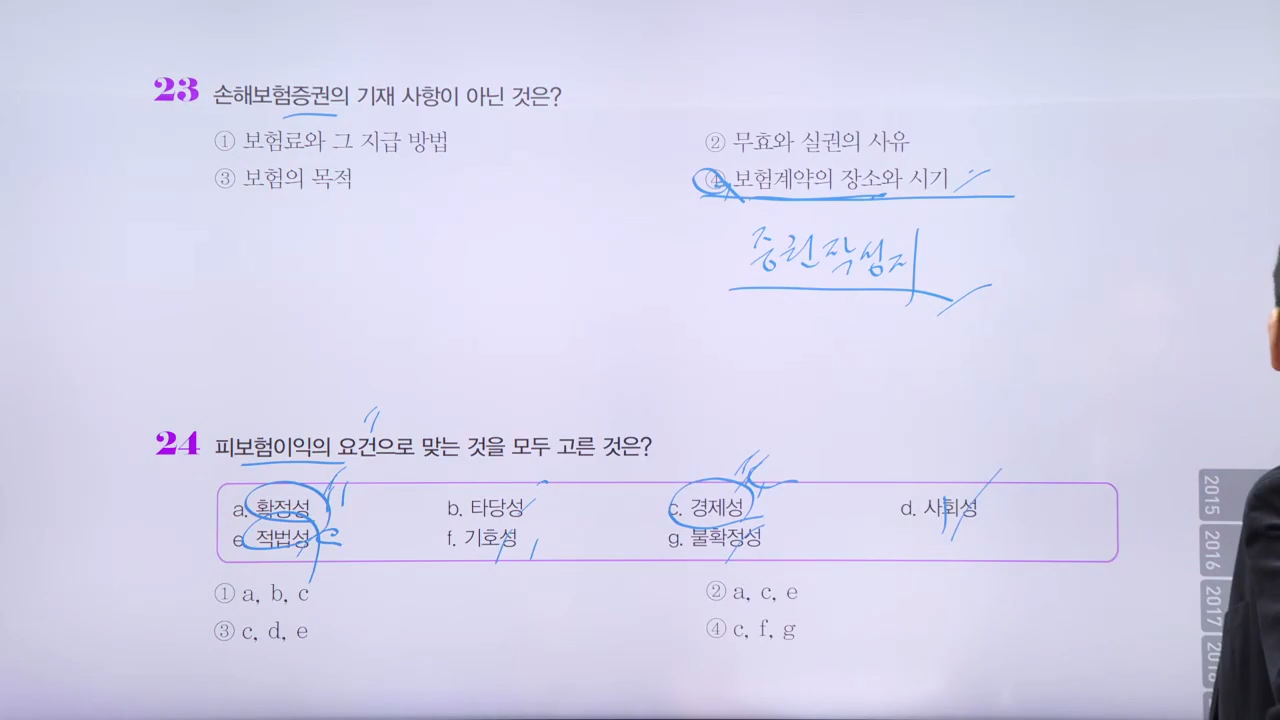 23 손해보험증권의 기재 사항이 아닌 것은?
① 보험료와 그 지급 방법
② 무효와 실권의 사유
③ 보험의 목적
④ 보험계약의 장소와 시기
증권작성지
24 피보험이익의 요건으로 맞는 것을 모두 고른 것은?
a. 확정성 b. 타당성 c. 경제성 d. 사회성
e. 적법성 f. 기호성 g. 불확정성
① a, b, c
② a, c, e
③ c, d, e
④ c, f, g
2015
2016
2017